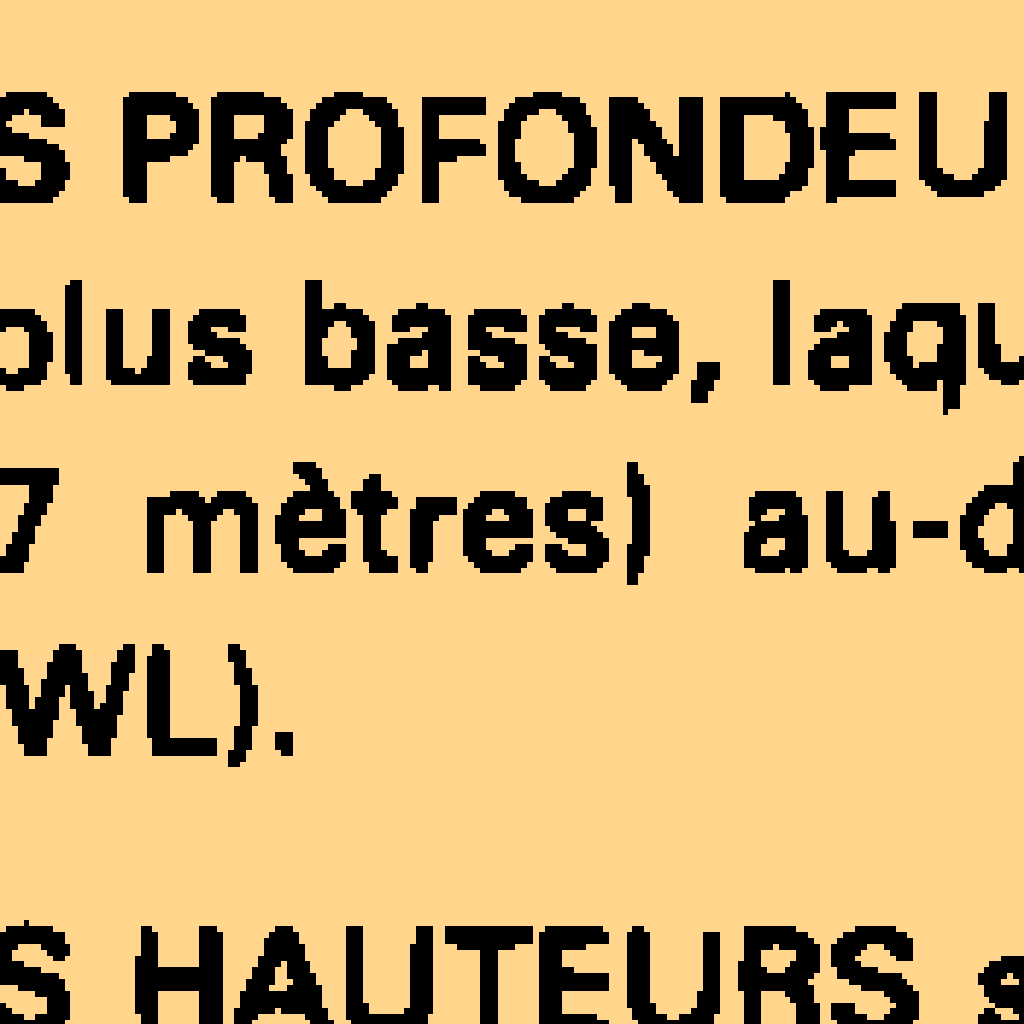 S PROFONDEU
plus basse, laqu
7 mètres) au-d
WL).
S HAUTEURS s